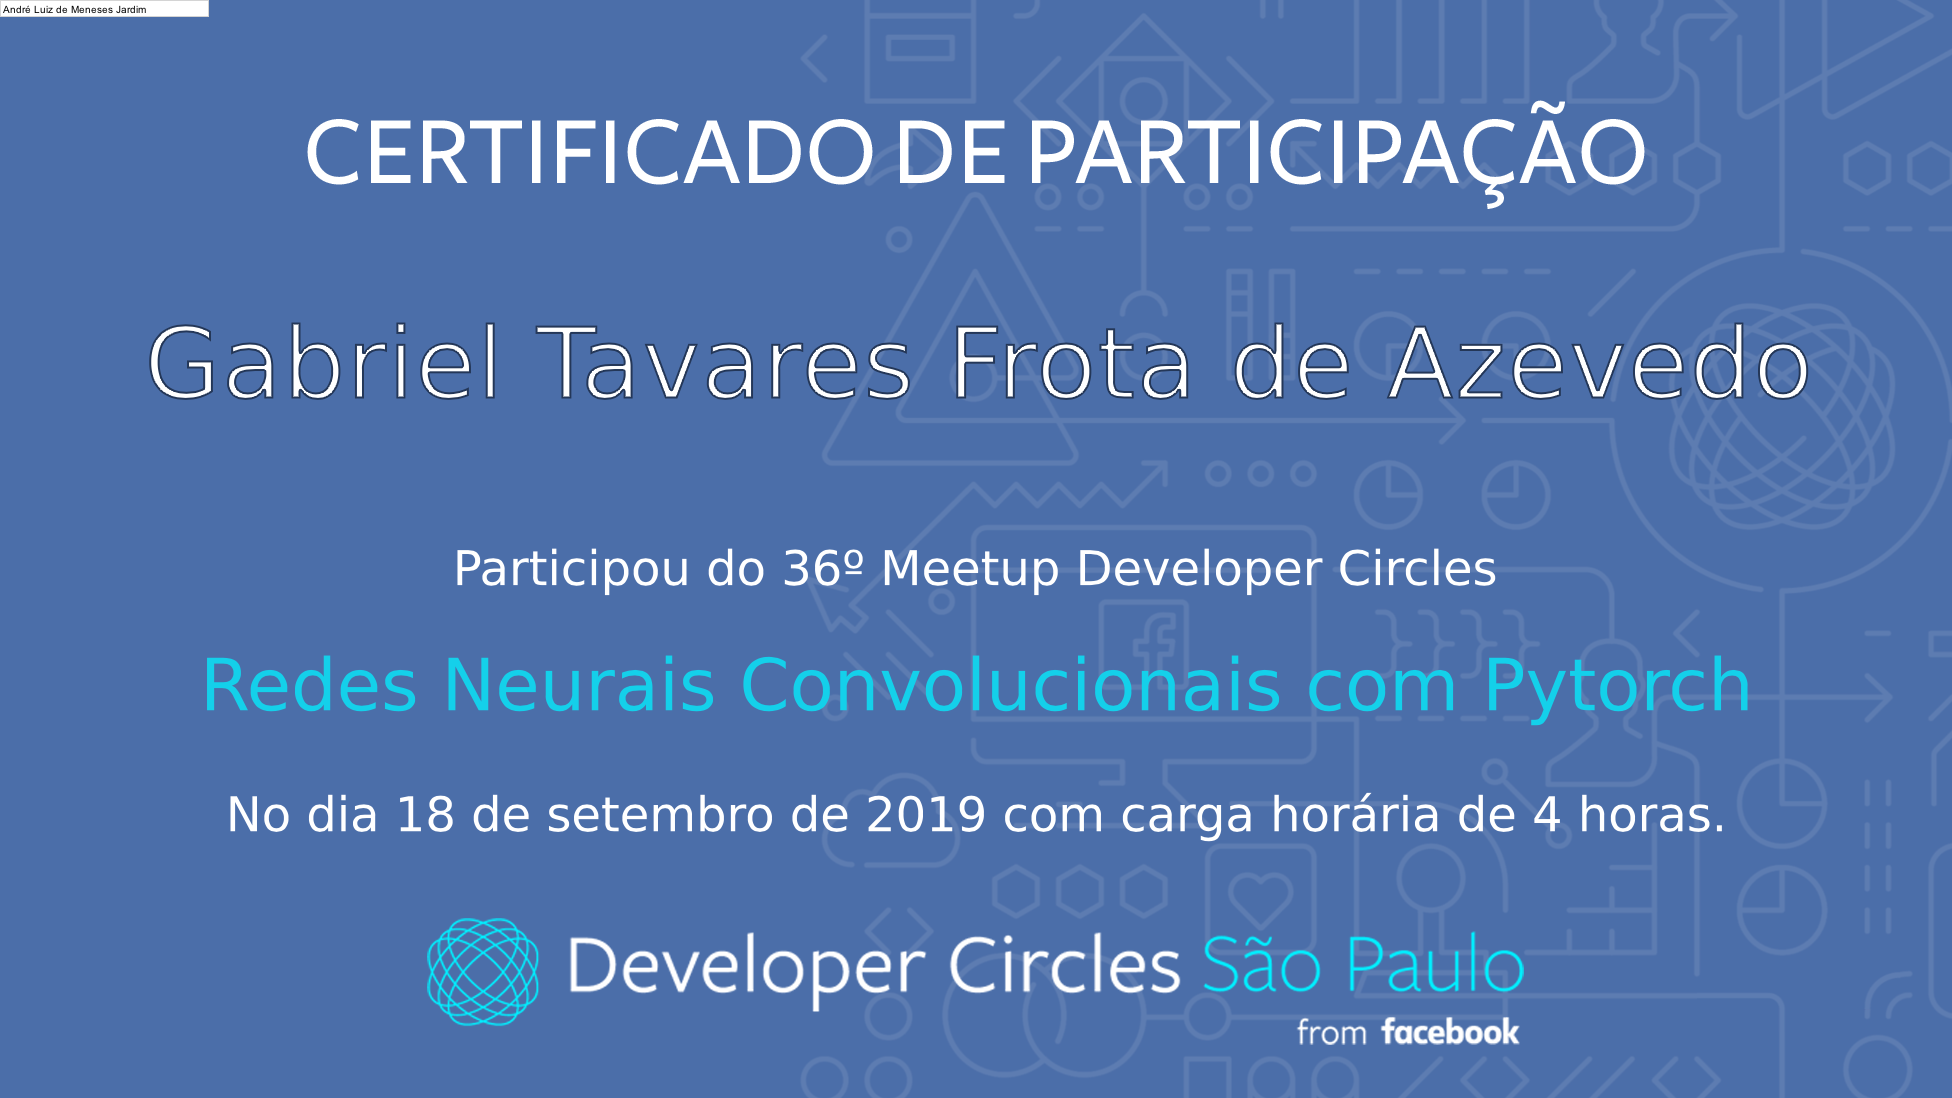 André Luiz de Meneses Jardim
CERTIFICADO DE PARTICIPAÇÃO
Gabriel Tavares Frota de Azevedo
Participou do 36º Meetup Developer Circles
Redes Neurais Convolucionais com Pytorch
No dia 18 de setembro de 2019 com carga horária de 4 horas.
Developer Circles São Paulo
from facebook